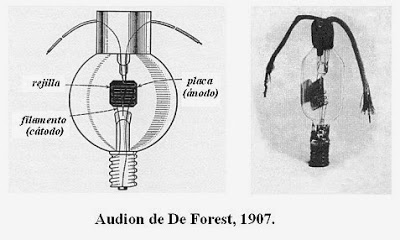 rejilla
placa
(ánodo)
filamento
(cátodo)
Audion de De Forest, 1907.